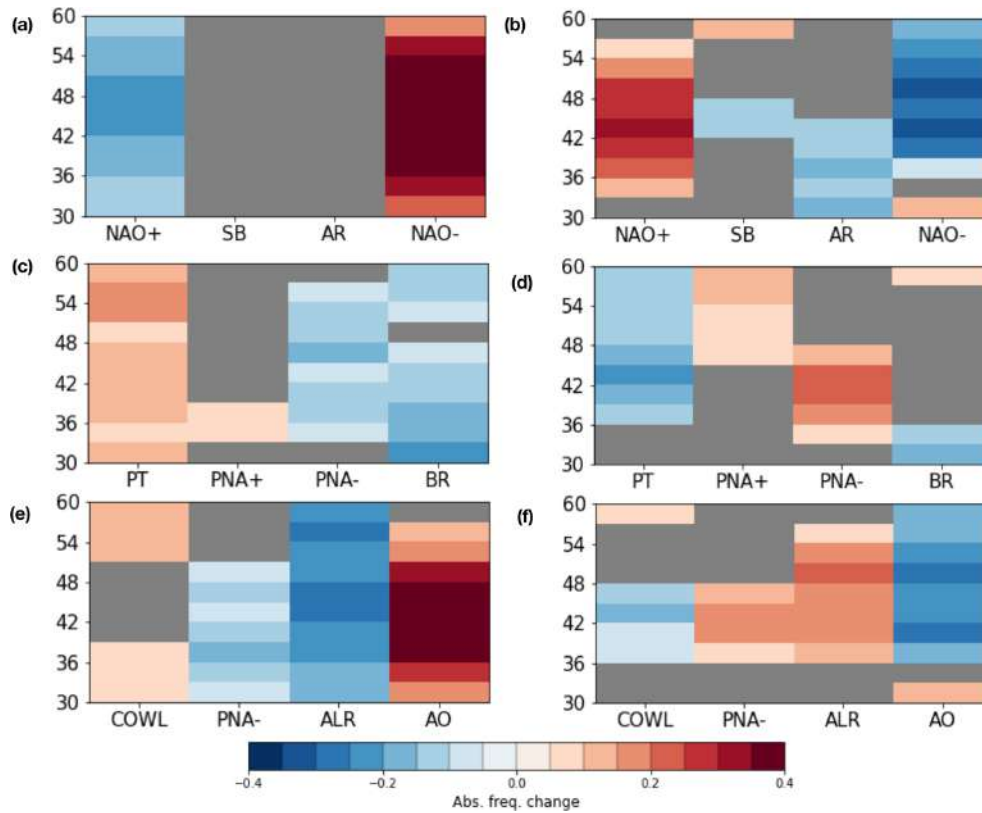 (a) 60 54 48 42 36 30
NAO+ SB AR NAO-
(b) 60 54 48 42 36 30
NAO+ SB AR NAO-
(c) 60 54 48 42 36 30
PT PNA+ PNA- BR
(d) 60 54 48 42 36 30
PT PNA+ PNA- BR
(e) 60 54 48 42 36 30
COWL PNA- ALR AO
(f) 60 54 48 42 36 30
COWL PNA- ALR AO
−0.4 −0.2 0.0 0.2 0.4
Abs. freq. change